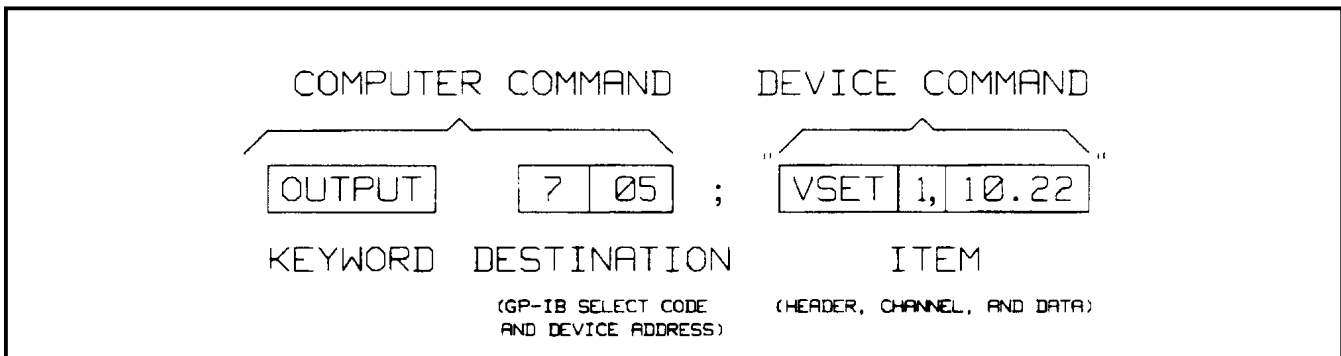 COMPUTER COMMAND DEVICE COMMAND
OUTPUT 7 05 ; "VSET 1, 10.22"
KEYWORD DESTINATION ITEM
(GP-IB SELECT CODE (HEADER, CHANNEL, AND DATA)
AND DEVICE ADDRESS)